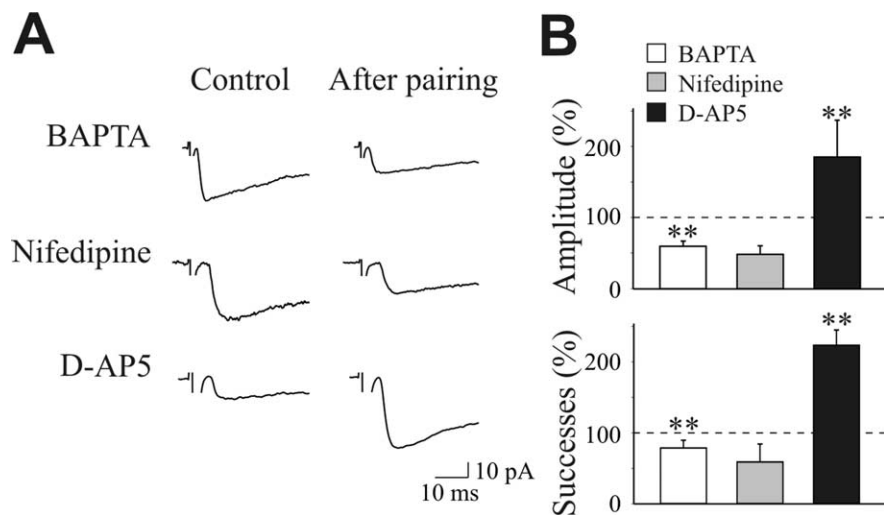 A
Control After pairing
BAPTA
Nifedipine
D-AP5
10 pA
10 ms
B
BAPTA
Nifedipine
D-AP5
Amplitude (%)
200
100
0
**
**
Successes (%)
200
100
0
**
**